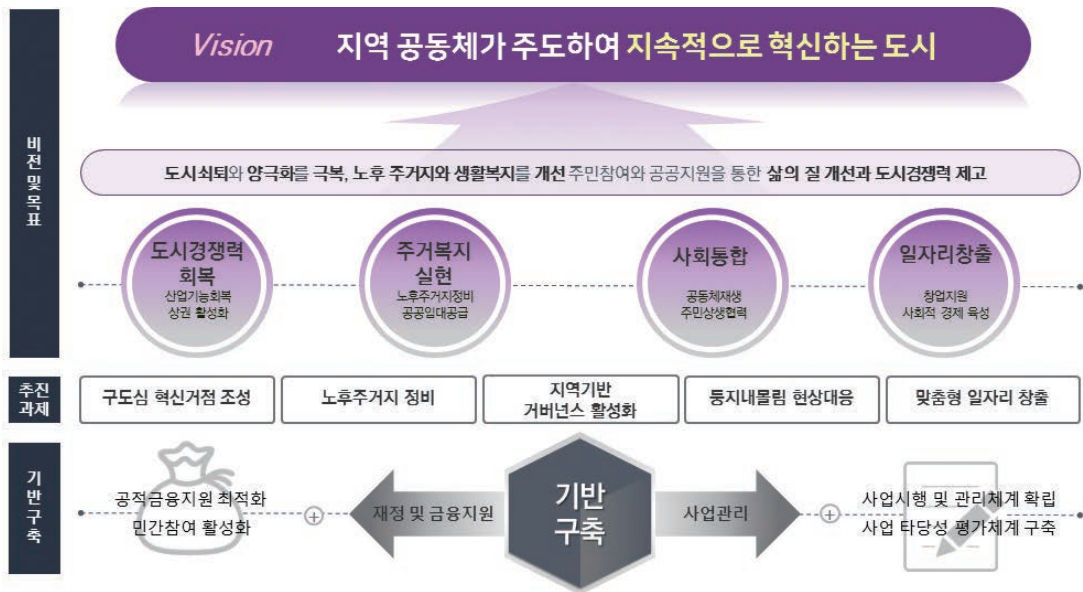 Vision 지역 공동체가 주도하여 지속적으로 혁신하는 도시
비전및목표
도시쇠퇴와 양극화를 극복, 노후 주거지와 생활복지를 개선 주민참여와 공공지원을 통한 삶의 질 개선과 도시경쟁력 제고
도시경쟁력
회복
산업기능회복
상권 활성화
주거복지
실현
노후주거지정비
공공임대공급
사회통합
공동체재생
주민상생협력
일자리창출
창업지원
사회적 경제 육성
추진
과제
구도심 혁신거점 조성
노후주거지 정비
지역기반
거버넌스 활성화
둥지내몰림 현상대응
맞춤형 일자리 창출
기반구축
공적금융지원 최적화
민간참여 활성화
재정 및 금융지원
기반
구축
사업관리
사업시행 및 관리체계 확립
사업 타당성 평가체계 구축